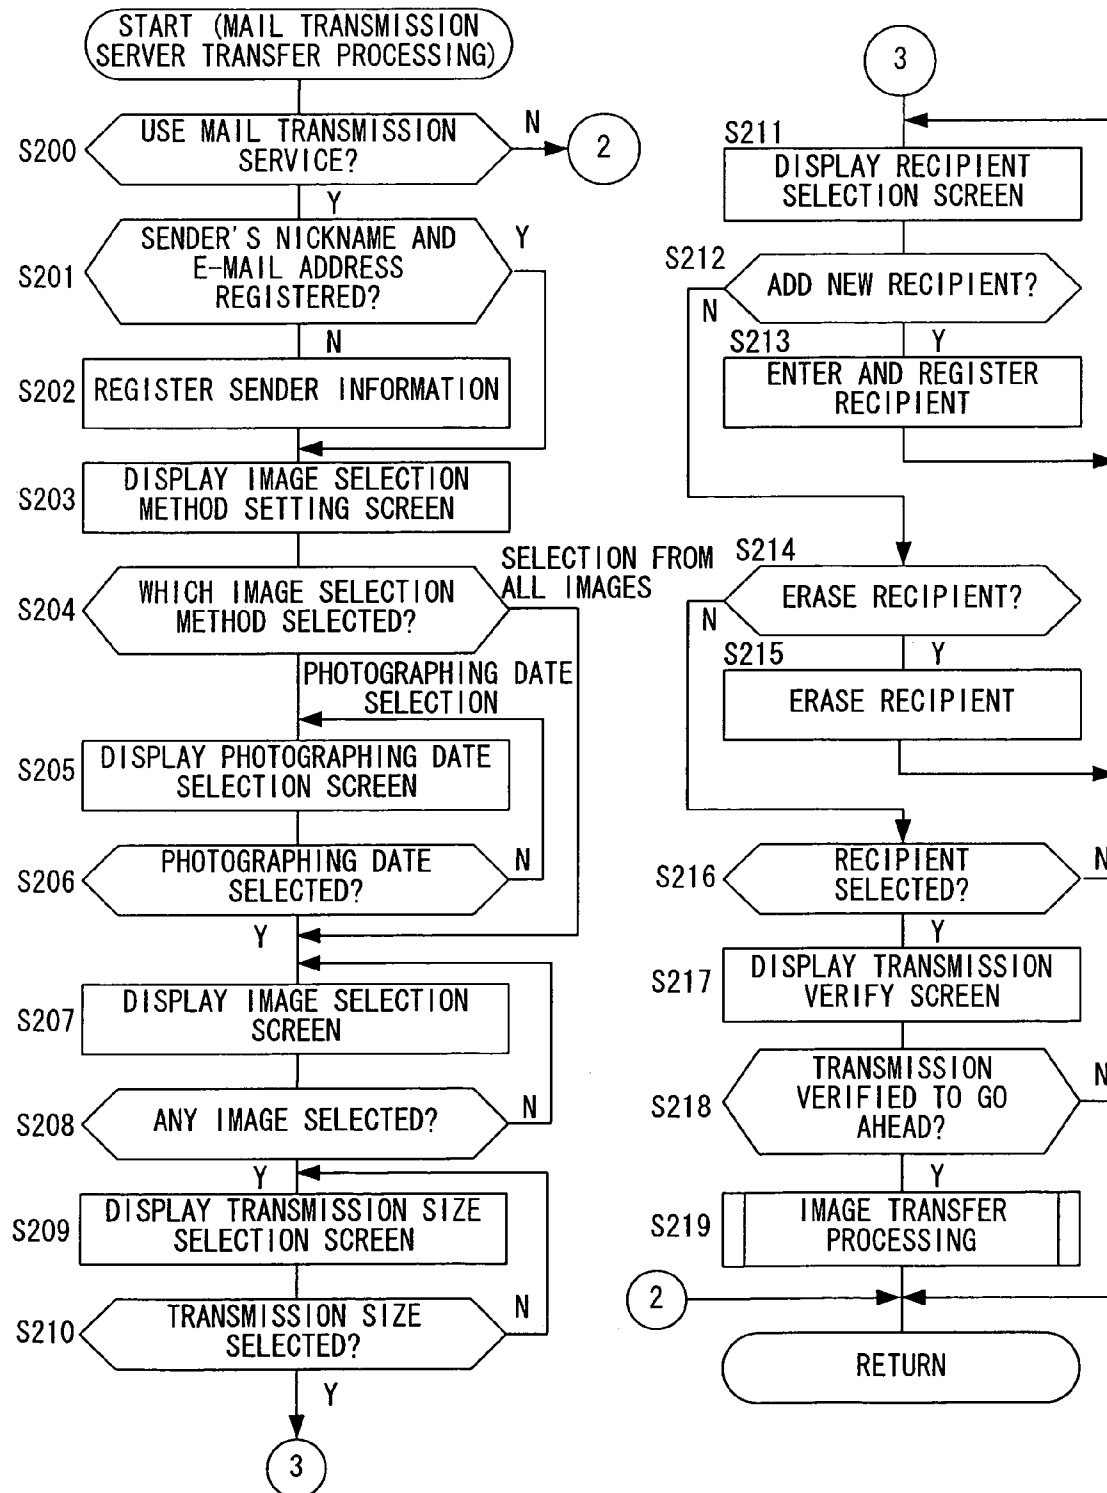 START (MAIL TRANSMISSION
SERVER TRANSFER PROCESSING)
S200
USE MAIL TRANSMISSION
SERVICE?
N
2
Y
S201
SENDER'S NICKNAME AND
E-MAIL ADDRESS
REGISTERED?
Y
N
S202
REGISTER SENDER INFORMATION
S203
DISPLAY IMAGE SELECTION
METHOD SETTING SCREEN
S204
WHICH IMAGE SELECTION
METHOD SELECTED?
SELECTION FROM
ALL IMAGES
PHOTOGRAPHING DATE
SELECTION
S205
DISPLAY PHOTOGRAPHING DATE
SELECTION SCREEN
S206
PHOTOGRAPHING DATE
SELECTED?
N
Y
S207
DISPLAY IMAGE SELECTION
SCREEN
S208
ANY IMAGE SELECTED?
N
Y
S209
DISPLAY TRANSMISSION SIZE
SELECTION SCREEN
S210
TRANSMISSION SIZE
SELECTED?
N
Y
3
3
S211
DISPLAY RECIPIENT
SELECTION SCREEN
S212
ADD NEW RECIPIENT?
N
Y
S213
ENTER AND REGISTER
RECIPIENT
S214
ERASE RECIPIENT?
N
Y
S215
ERASE RECIPIENT
S216
RECIPIENT
SELECTED?
N
Y
S217
DISPLAY TRANSMISSION
VERIFY SCREEN
S218
TRANSMISSION
VERIFIED TO GO
AHEAD?
N
Y
S219
IMAGE TRANSFER
PROCESSING
2
RETURN